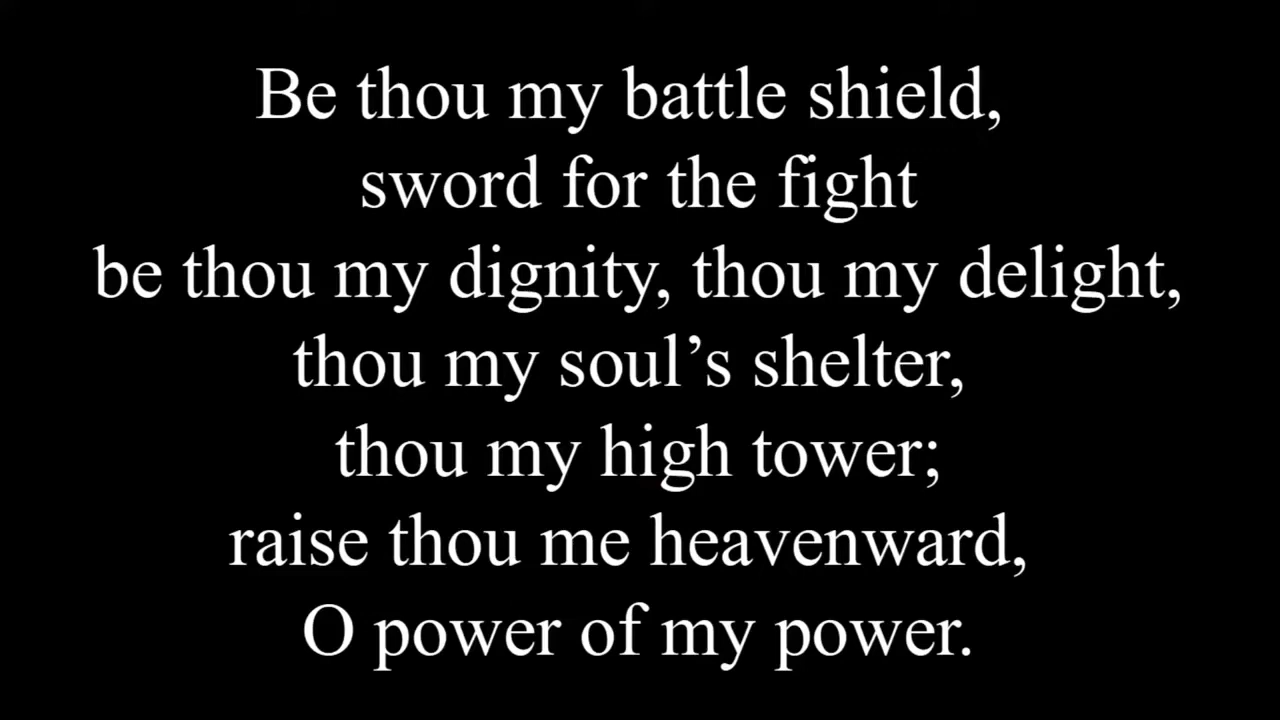 Be thou my battle shield,
sword for the fight
be thou my dignity, thou my delight,
thou my soul’s shelter,
thou my high tower;
raise thou me heavenward,
O power of my power.